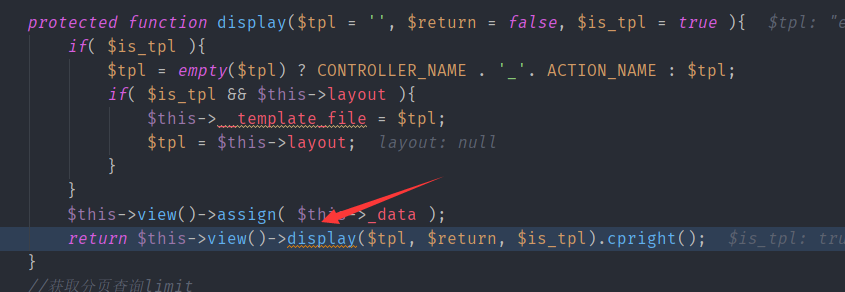 protected function display($tpl = '', $return = false, $is_tpl = true ){  $tpl: "e
if( $is_tpl ){
$tpl = empty($tpl) ? CONTROLLER_NAME . '_'. ACTION_NAME : $tpl;
if( $is_tpl && $this->layout ){
$this->__template_file = $tpl;
$tpl = $this->layout;  layout: null
}
}
$this->view()->assign( $this->_data );
return $this->view()->display($tpl, $return, $is_tpl).cpright();  $is_tpl: tru
}
//获取分页查询limit